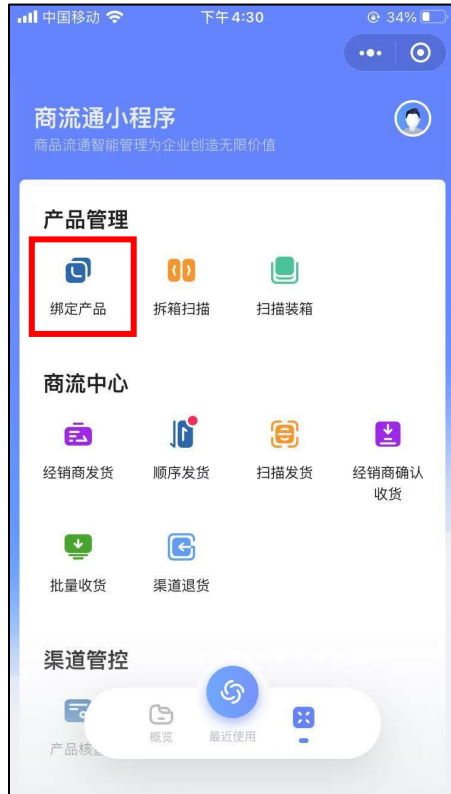 中国移动 下午4:30 34%
商流通小程序
商品流通智能管理为企业创造无限价值
产品管理
绑定产品 拆箱扫描 扫描装箱
商流中心
经销商发货 顺序发货 扫描发货 经销商确认
收货
批量收货 渠道退货
渠道管控
产品核
概览 最近使用